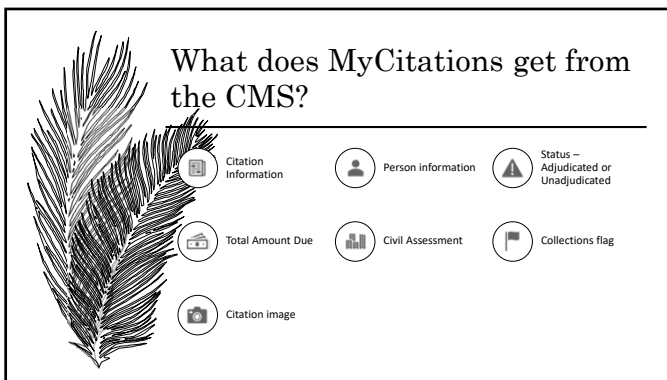 What does MyCitations get from
the CMS?
Citation
Information
Person information
Status –
Adjudicated or
Unadjudicated
Total Amount Due
Civil Assessment
Collections flag
Citation image